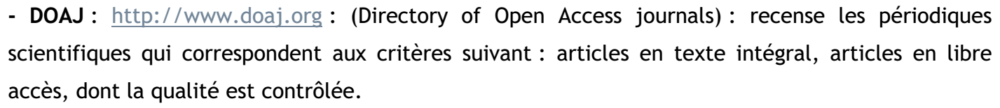 - DOAJ : http://www.doaj.org : (Directory of Open Access journals) : recense les périodiques
scientifiques qui correspondent aux critères suivant : articles en texte intégral, articles en libre
accès, dont la qualité est contrôlée.